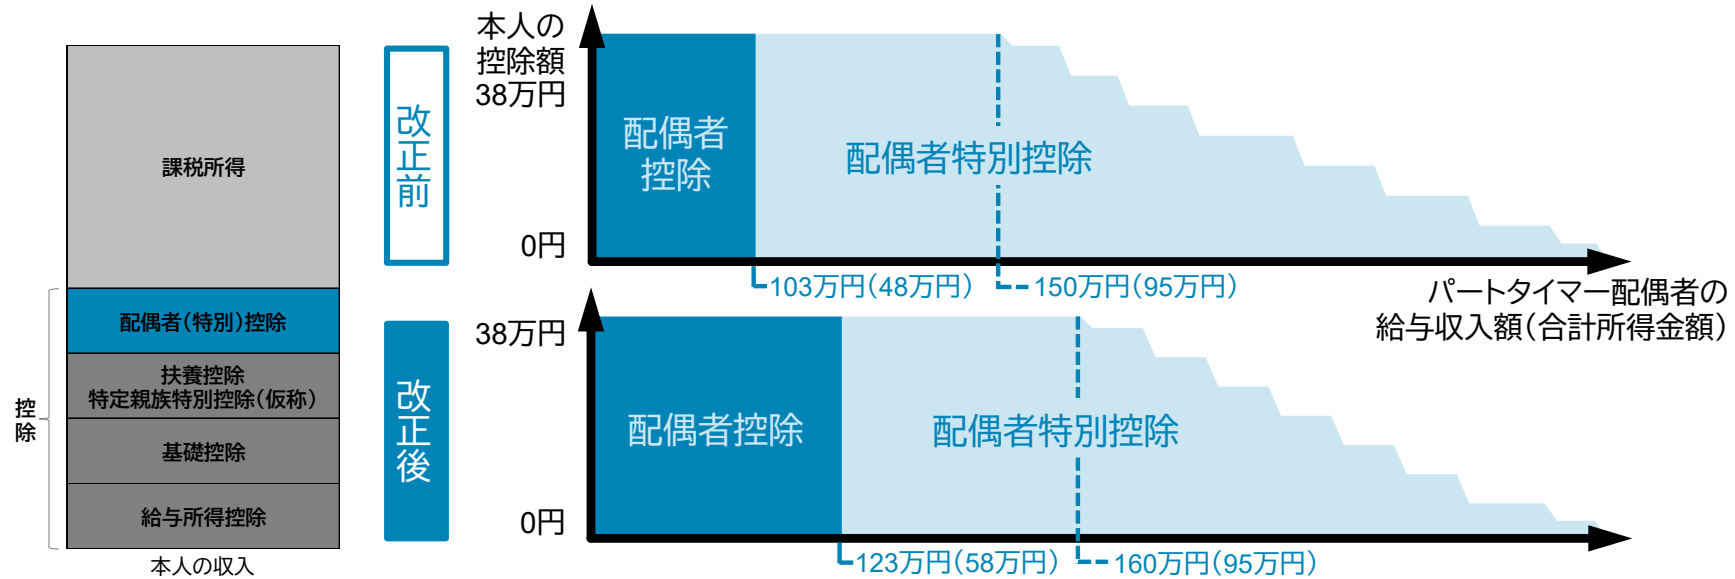 課税所得
配偶者(特別)控除
扶養控除
特定親族特別控除(仮称)
基礎控除
給与所得控除
控除
本人の収入
改正前
本人の
控除額
38万円
0円
配偶者
控除
配偶者特別控除
103万円(48万円)
150万円(95万円)
パートタイマー配偶者の
給与収入額(合計所得金額)
改正後
38万円
0円
配偶者控除
配偶者特別控除
123万円(58万円)
160万円(95万円)